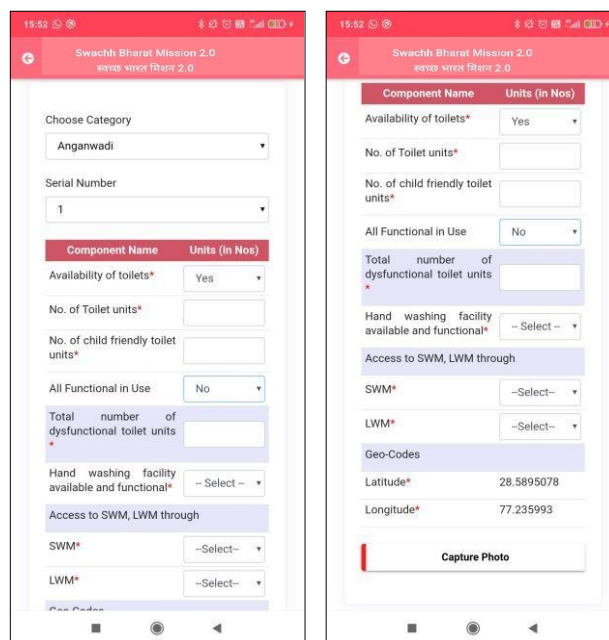 15:52
Swachh Bharat Mission 2.0
स्वच्छ भारत मिशन 2.0
Choose Category
Anganwadi
Serial Number
1
Component Name Units (in Nos)
Availability of toilets* Yes
No. of Toilet units*
No. of child friendly toilet
units*
All Functional in Use No
Total number of
dysfunctional toilet units
*
Hand washing facility
available and functional* -- Select --
Access to SWM, LWM through
SWM* --Select--
LWM* --Select--
Geo-Codes
15:52
Swachh Bharat Mission 2.0
स्वच्छ भारत मिशन 2.0
Component Name Units (in Nos)
Availability of toilets* Yes
No. of Toilet units*
No. of child friendly toilet
units*
All Functional in Use No
Total number of
dysfunctional toilet units
*
Hand washing facility
available and functional* -- Select --
Access to SWM, LWM through
SWM* --Select--
LWM* --Select--
Geo-Codes
Latitude* 28.5895078
Longitude* 77.235993
Capture Photo